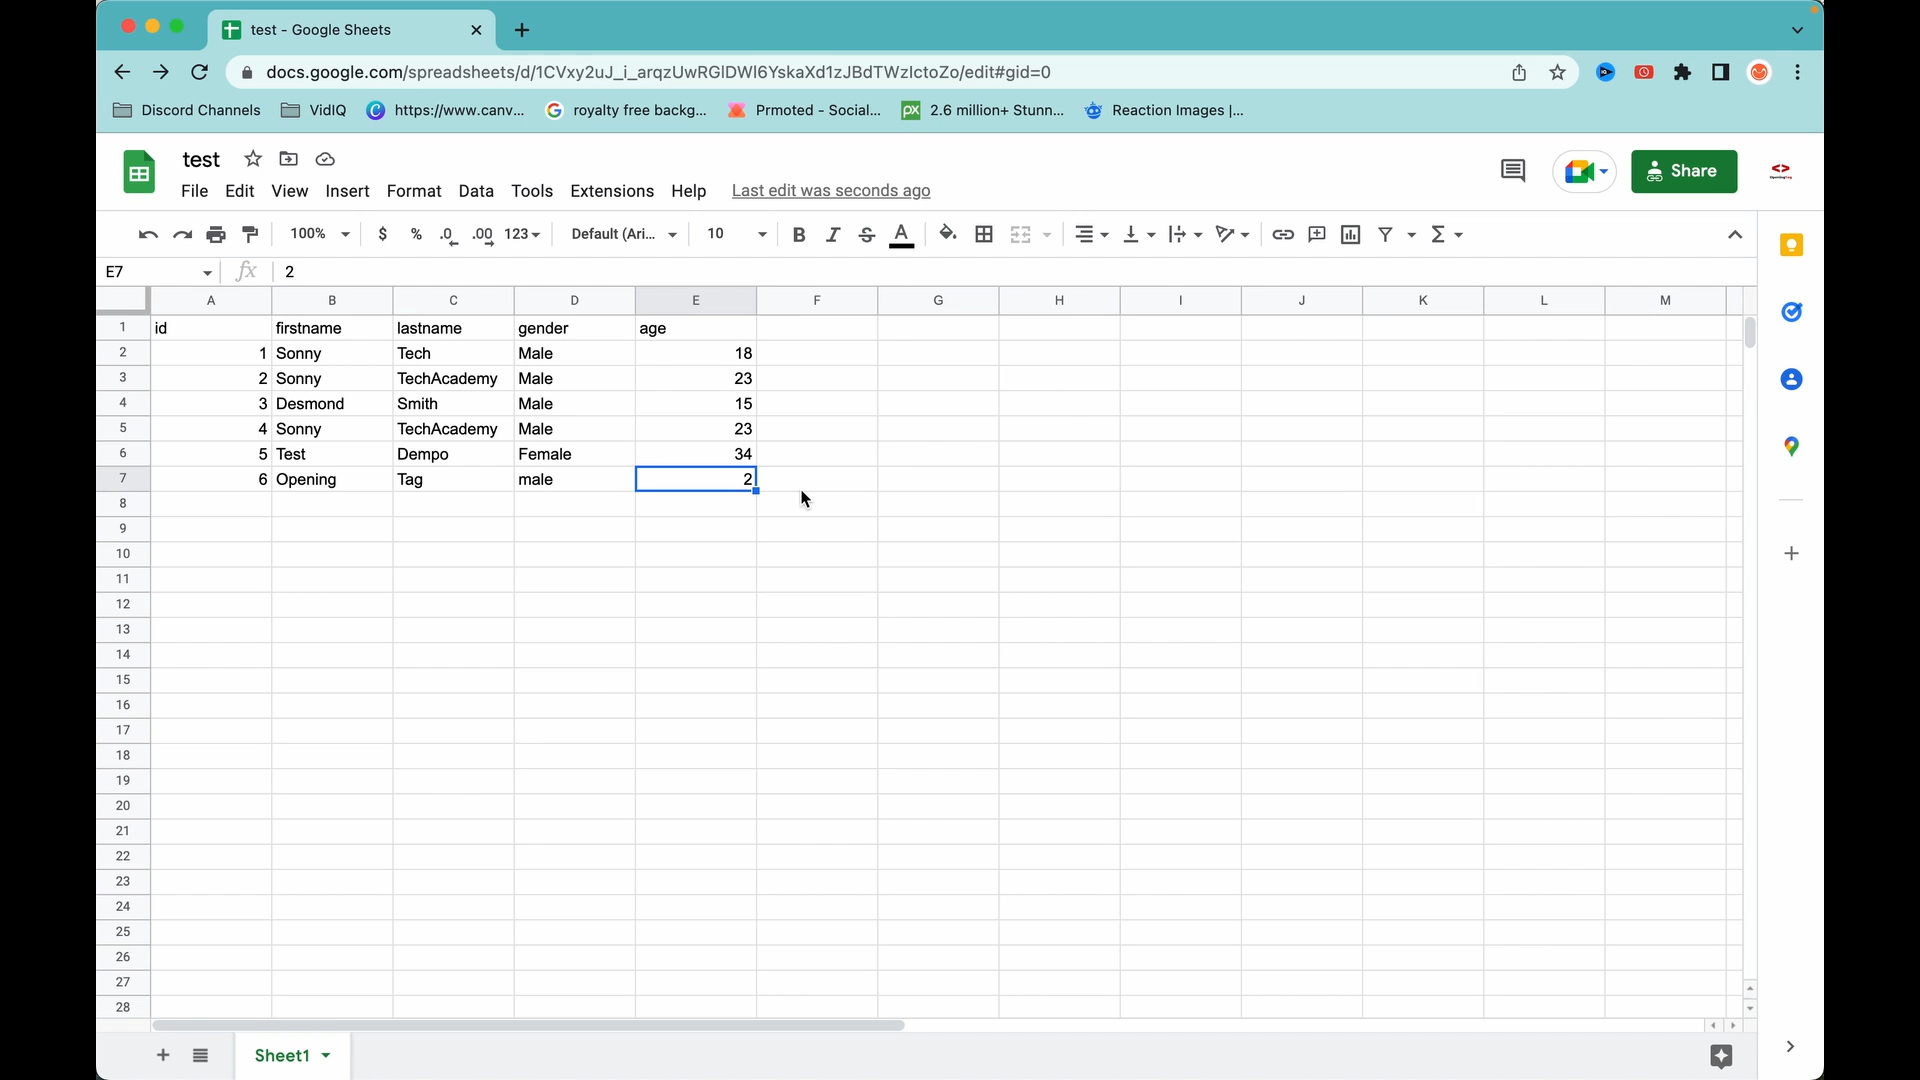 test - Google Sheets
docs.google.com/spreadsheets/d/1CVxy2uJ_i_arqzUwRGlDWl6YskaXd1zJBdTWzIctoZo/edit#gid=0
Discord Channels VidIQ https://www.canv... royalty free backg... Prmoted - Social... 2.6 million+ Stunn... Reaction Images |...
test
Share
File Edit View Insert Format Data Tools Extensions Help Last edit was seconds ago
100% $ % .0 .00 123 Default (Ari... 10 B I S A
E7 fx 2
A B C D E F G H I J K L M
1 id firstname lastname gender age
2 1 Sonny Tech Male 18
3 2 Sonny TechAcademy Male 23
4 3 Desmond Smith Male 15
5 4 Sonny TechAcademy Male 23
6 5 Test Dempo Female 34
7 6 Opening Tag male 2
8
9
10
11
12
13
14
15
16
17
18
19
20
21
22
23
24
25
26
27
28
Sheet1